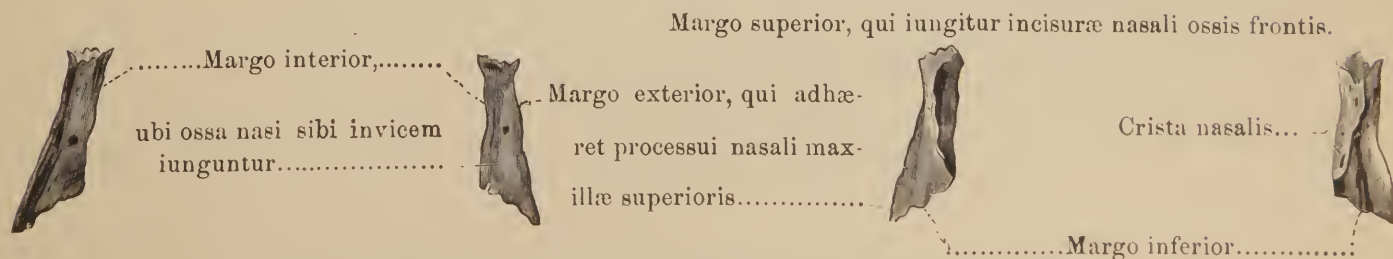 Margo superior, qui iungitur incisuræ nasali ossis frontis.
........Margo interior,........
ubi ossa nasi sibi invicem
iunguntur.....................
Margo exterior, qui adhæ-
ret processui nasali max-
illæ superioris................
Crista nasalis...
.............Margo inferior.............